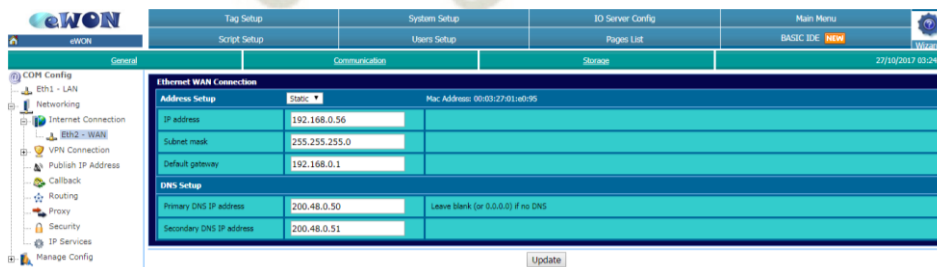 eWON
Tag Setup System Setup IO Server Config Main Menu
eWON Script Setup Users Setup Pages List BASIC IDE NEW
Wizar
General Communication Storage 27/10/2017 03:24
COM Config
Eth1 - LAN
Networking
Internet Connection
Eth2 - WAN
VPN Connection
Publish IP Address
Callback
Routing
Proxy
Security
IP Services
Manage Config
Ethernet WAN Connection
Address Setup Static Mac Address: 00:03:27:01:e0:95
IP address 192.168.0.56
Subnet mask 255.255.255.0
Default gateway 192.168.0.1
DNS Setup
Primary DNS IP address 200.48.0.50 Leave blank (or 0.0.0.0) if no DNS
Secondary DNS IP address 200.48.0.51
Update